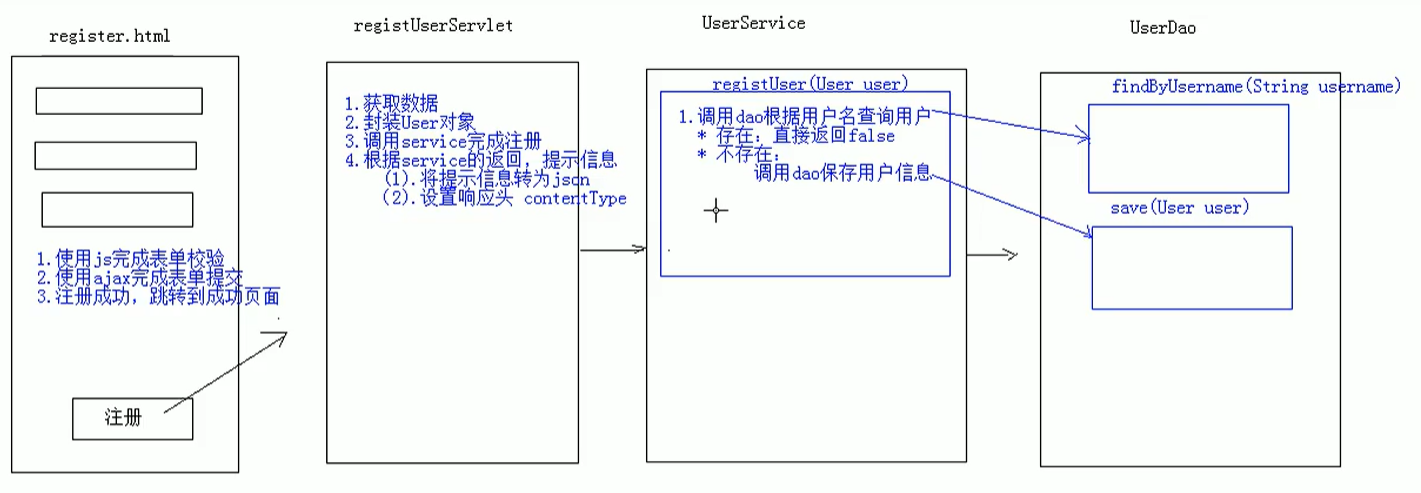 register.html
1.使用js完成表单校验
2.使用ajax完成表单提交
3.注册成功，跳转到成功页面
注册
registUserServlet
1.获取数据
2.封装User对象
3.调用service完成注册
4.根据service的返回，提示信息
(1).将提示信息转为json
(2).设置响应头 contentType
UserService
registUser(User user)
1.调用dao根据用户名查询用户
* 存在：直接返回false
* 不存在：
调用dao保存用户信息
UserDao
findByUsername(String username)
save(User user)